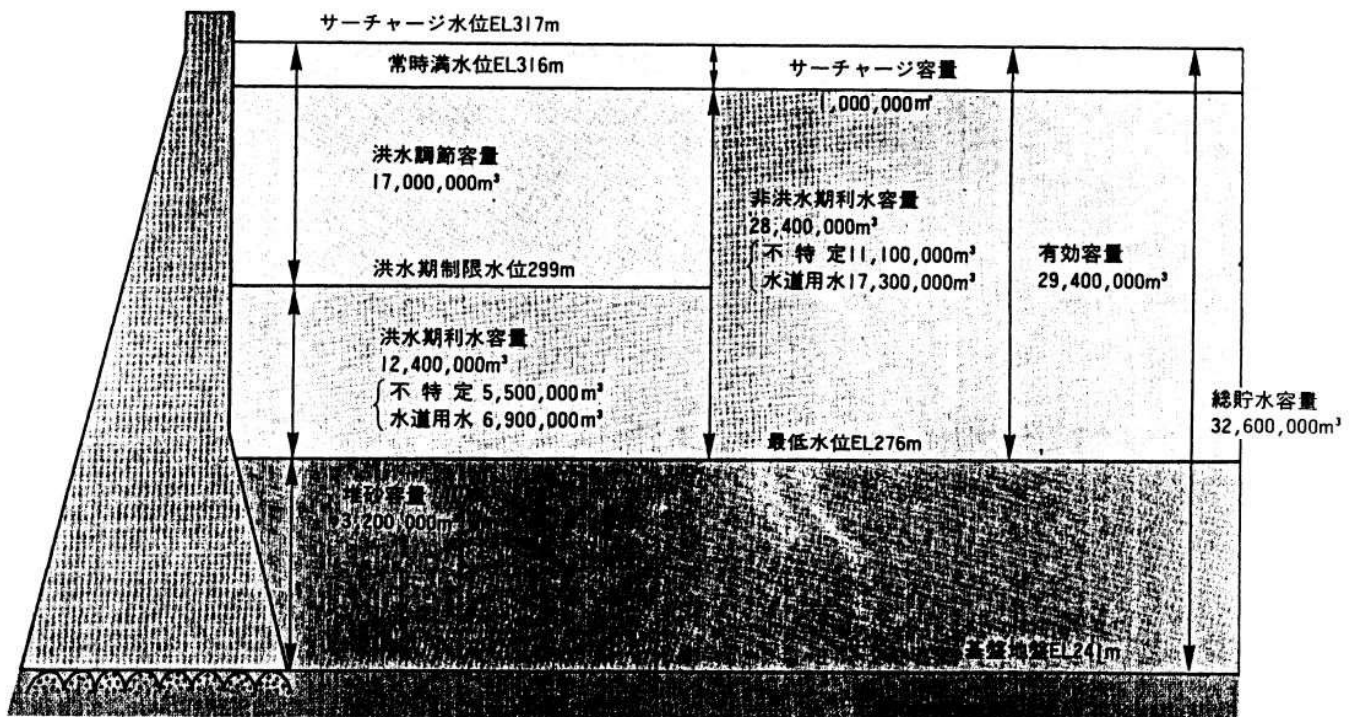 サーチャージ水位EL317m
常時満水位EL316m
サーチャージ容量
1,000,000㎥
洪水調節容量
17,000,000m³
洪水期制限水位299m
洪水期利水容量
12,400,000m³
不 特 定 5,500,000m³
水道用水 6,900,000m³
非洪水期利水容量
28,400,000m³
不 特 定11,100,000m³
水道用水17,300,000m³
有効容量
29,400,000m³
最低水位EL276m
総貯水容量
32,600,000m³
堆砂容量
3,200,000m³
基盤地盤EL241m